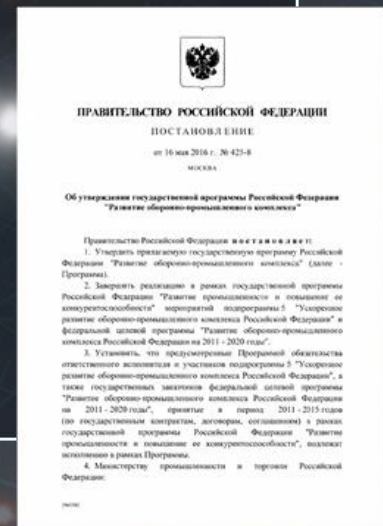 ПРАВИТЕЛЬСТВО РОССИЙСКОЙ ФЕДЕРАЦИИ
ПОСТАНОВЛЕНИЕ
от 16 мая 2016 г. № 425-8
МОСКВА
Об утверждении государственной программы Российской Федерации
"Развитие оборонно-промышленного комплекса"
Правительство Российской Федерации постановляет:
1. Утвердить прилагаемую государственную программу Российской
Федерации "Развитие оборонно-промышленного комплекса" (далее -
Программа).
2. Завершить реализацию в рамках государственной программы
Российской Федерации "Развитие промышленности и повышение ее
конкурентоспособности" мероприятий подпрограммы 5 "Ускоренное
развитие оборонно-промышленного комплекса Российской Федерации" и
федеральной целевой программы "Развитие оборонно-промышленного
комплекса Российской Федерации на 2011 - 2020 годы".
3. Установить, что предусмотренные Программой обязательства
ответственного исполнителя и участников подпрограммы 5 "Ускоренное
развитие оборонно-промышленного комплекса Российской Федерации", а
также государственных заказчиков федеральной целевой программы
"Развитие оборонно-промышленного комплекса Российской Федерации
на 2011 - 2020 годы", принятые в период 2011 - 2015 годов
(по государственным контрактам, договорам, соглашениям) в рамках
государственной программы Российской Федерации "Развитие
промышленности и повышение ее конкурентоспособности", подлежат
исполнению в рамках Программы.
4. Министерству промышленности и торговли Российской
Федерации: